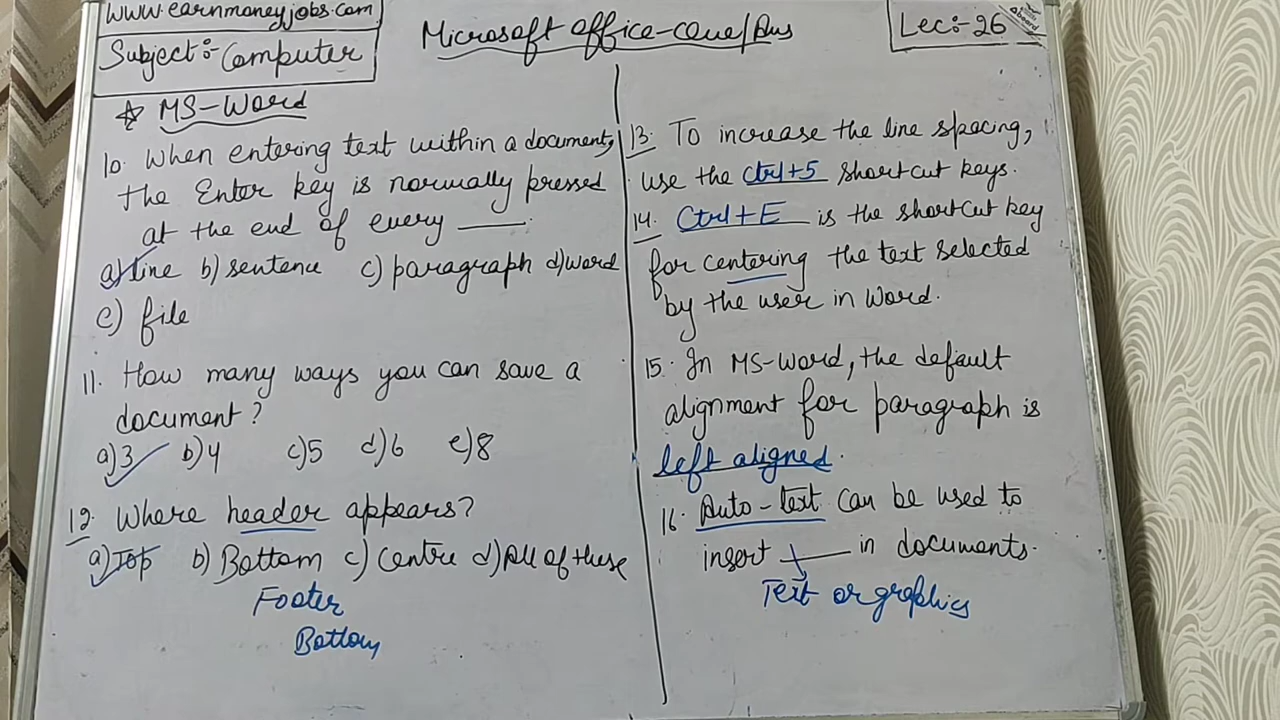 www.earnmoneyjobs.com
Subject:- Computer
Microsoft office-
Lec:- 26
MS-Word
10. When entering text within a document,
the Enter key is normally pressed
at the end of every ____.
a) line b) sentence c) paragraph d) word
e) file
11. How many ways you can save a
document?
a) 3 b) 4 c) 5 d) 6 e) 8
12. Where header appears?
a) Top b) Bottom c) Centre d) All of these
Footer
Bottom
13. To increase the line spacing,
use the ctrl+5 shortcut keys.
14. Ctrl+E is the shortcut key
for centering the text selected
by the user in Word.
15. In MS-Word, the default
alignment for paragraph is
left aligned.
16. Auto-text can be used to
insert ____ in documents.
Text or graphics